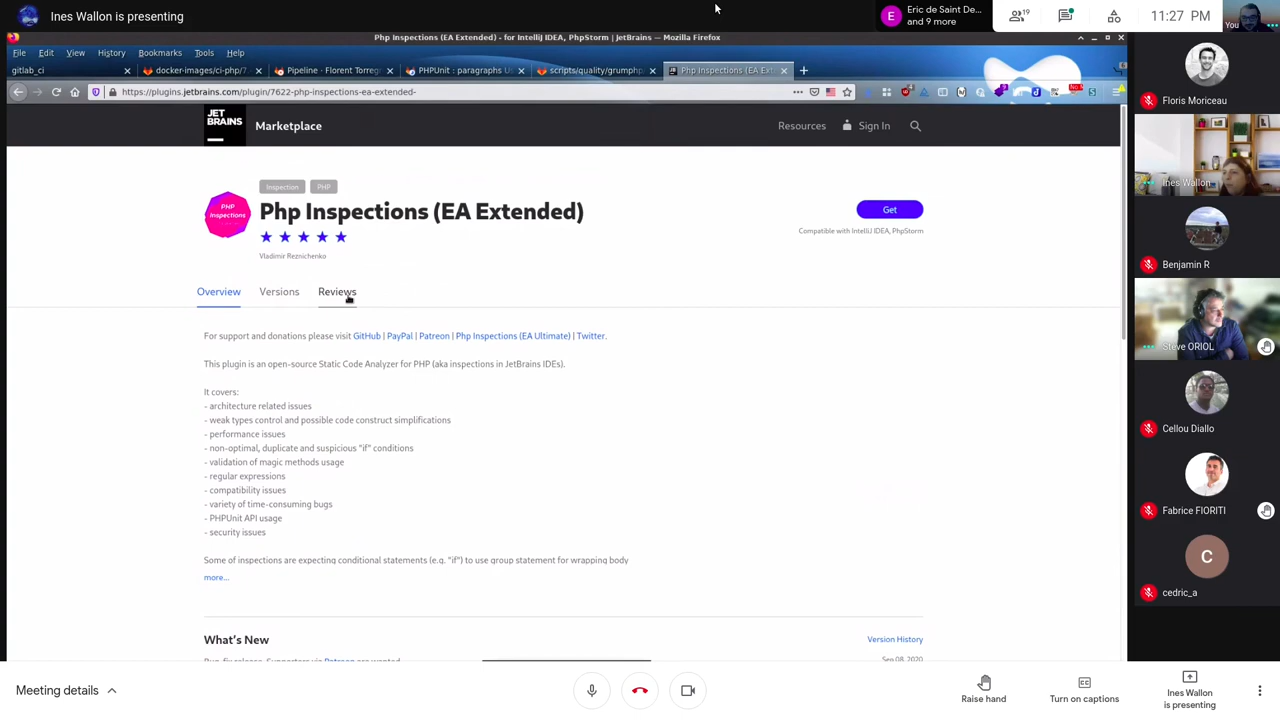 Ines Wallon is presenting
E
Eric de Saint De...
and 9 more
19
11:27 PM
You
Php Inspections (EA Extended) - for IntelliJ IDEA, PhpStorm | JetBrains — Mozilla Firefox
File Edit View History Bookmarks Tools Help
gitlab_ci
docker-images/ci-php/7
Pipeline · Florent Torreg
PHPUnit : paragraphs Us
scripts/quality/grumphp
Php Inspections (EA Ext
https://plugins.jetbrains.com/plugin/7622-php-inspections-ea-extended-
JET
BRAINS
Marketplace
Resources
Sign In
Inspection
PHP
PHP
Inspections
Php Inspections (EA Extended)
Get
Compatible with IntelliJ IDEA, PhpStorm
Vladimir Reznichenko
Overview
Versions
Reviews
For support and donations please visit GitHub | PayPal | Patreon | Php Inspections (EA Ultimate) | Twitter.
This plugin is an open-source Static Code Analyzer for PHP (aka inspections in JetBrains IDEs).
It covers:
- architecture related issues
- weak types control and possible code construct simplifications
- performance issues
- non-optimal, duplicate and suspicious "if" conditions
- validation of magic methods usage
- regular expressions
- compatibility issues
- variety of time-consuming bugs
- PHPUnit API usage
- security issues
Some of inspections are expecting conditional statements (e.g. "if") to use group statement for wrapping body
more...
What's New
Version History
Sep 08, 2020
Floris Moriceau
Ines Wallon
Benjamin R
Steve ORIOL
Cellou Diallo
Fabrice FIORITI
C
cedric_a
Meeting details
Raise hand
Turn on captions
Ines Wallon
is presenting